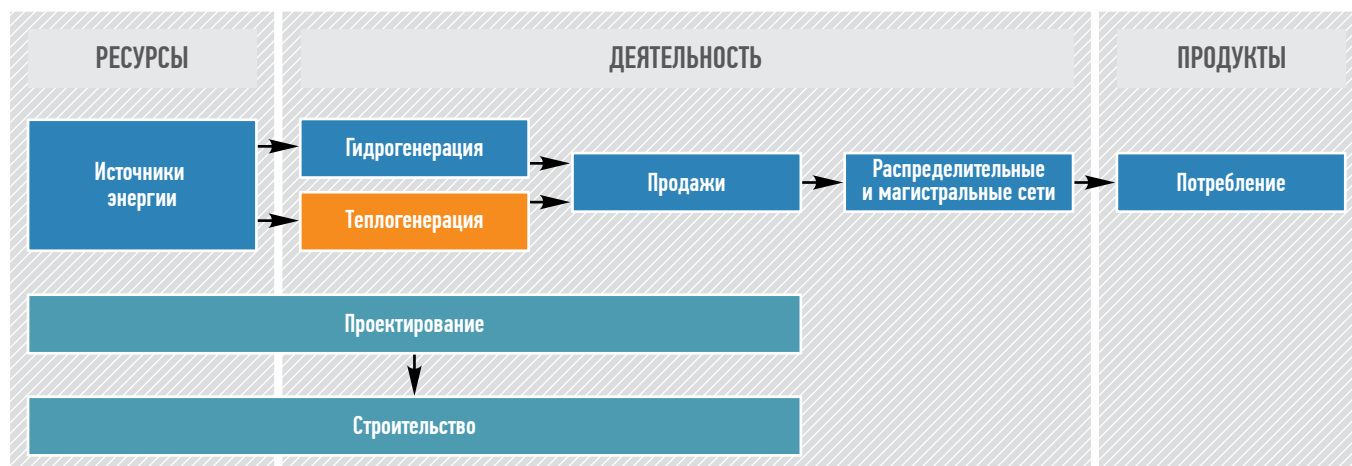 РЕСУРСЫ
ДЕЯТЕЛЬНОСТЬ
ПРОДУКТЫ
Источники
энергии
Гидрогенерация
Теплогенерация
Продажи
Распределительные
и магистральные сети
Потребление
Проектирование
Строительство